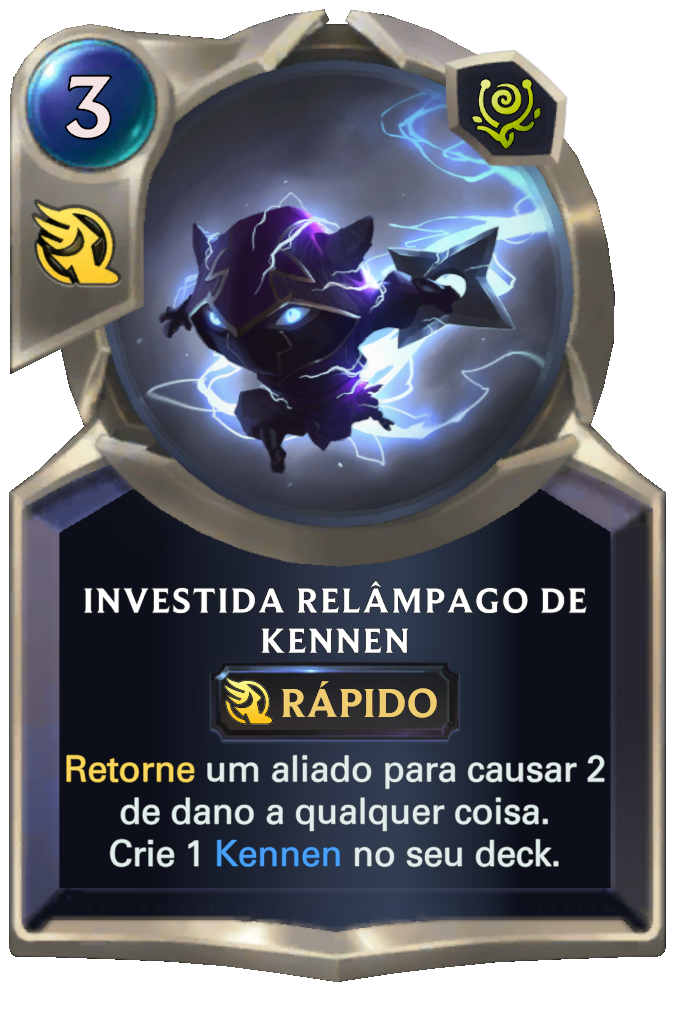 3
INVESTIDA RELÂMPAGO DE
KENNEN
RÁPIDO
Retorne um aliado para causar 2
de dano a qualquer coisa.
Crie 1 Kennen no seu deck.